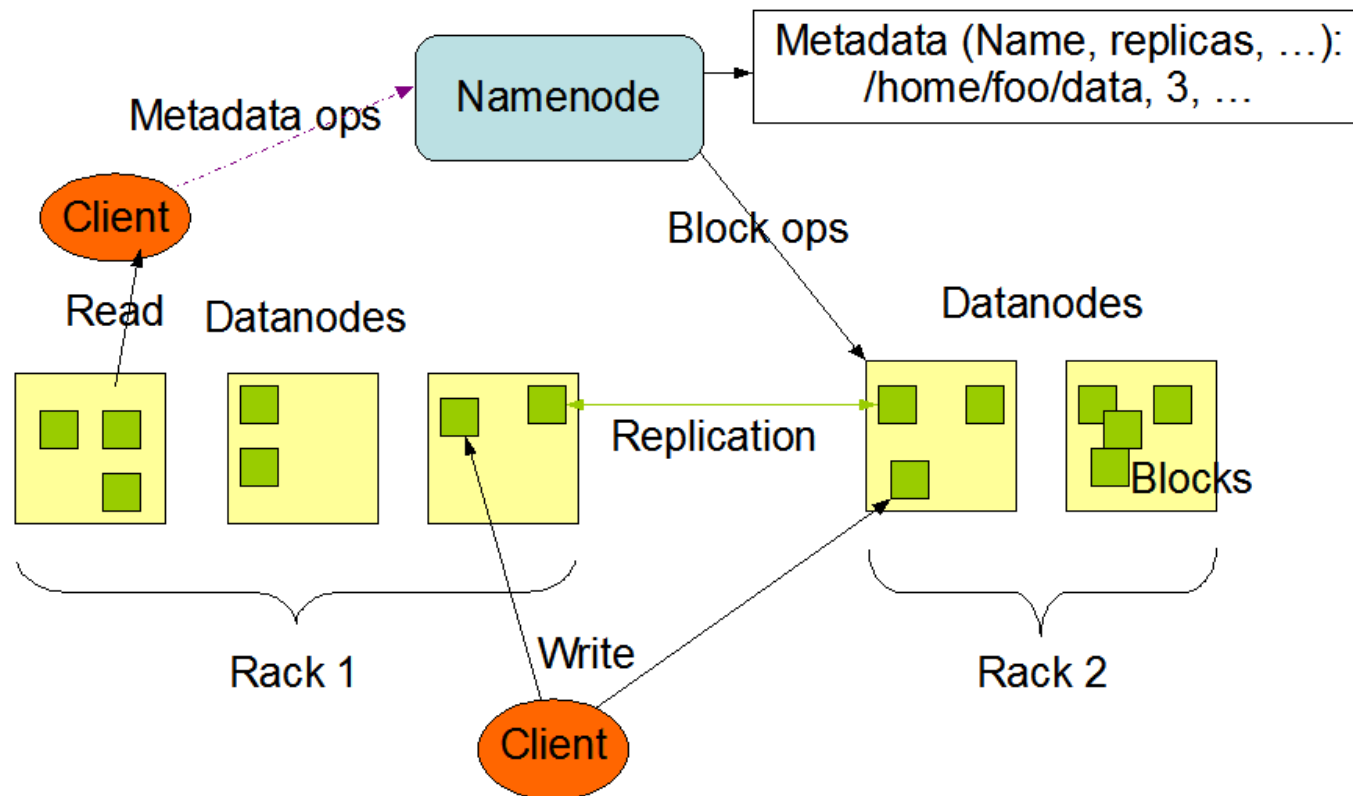 Metadata (Name, replicas, …):
/home/foo/data, 3, …
Namenode
Metadata ops
Client
Block ops
Read
Datanodes
Datanodes
Replication
Blocks
Rack 1
Write
Rack 2
Client